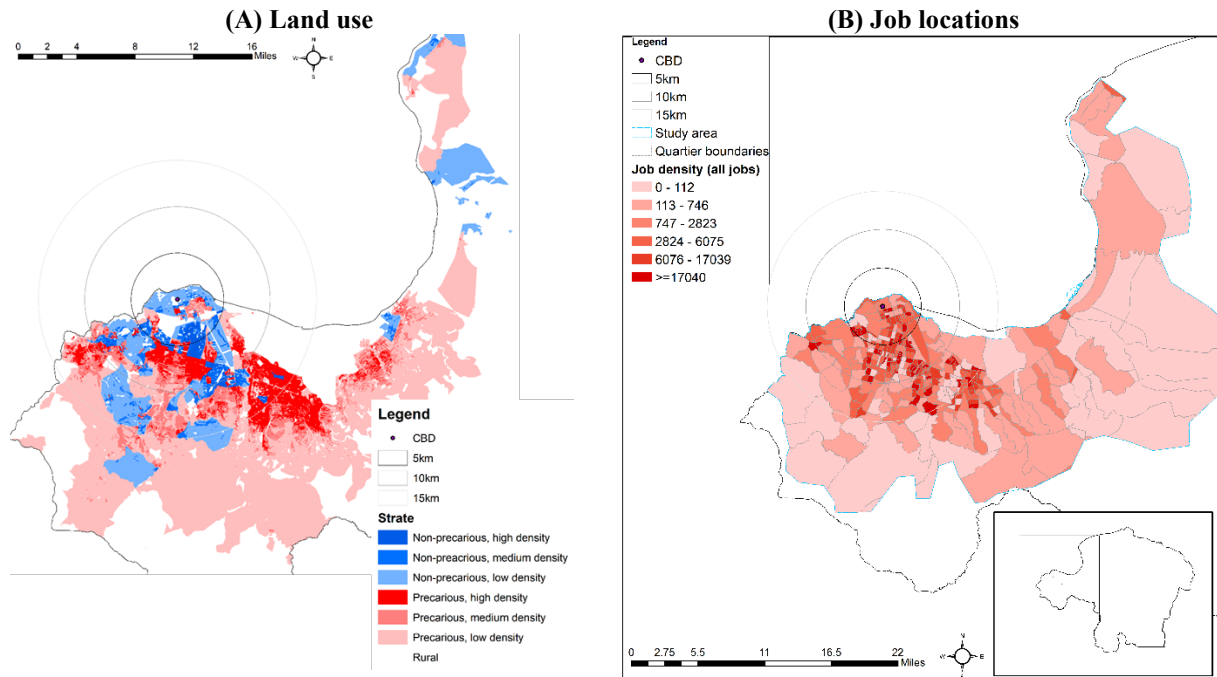 (A) Land use
0 2 4 8 12 16
Miles
N
W E
S
Legend
CBD
5km
10km
15km
Strate
Non-precarious, high density
Non-preacrious, medium density
Non-precarious, low density
Precarious, high density
Precarious, medium density
Precarious, low density
Rural
(B) Job locations
Legend
CBD
5km
10km
15km
Study area
Quartier boundaries
Job density (all jobs)
0 - 112
113 - 746
747 - 2823
2824 - 6075
6076 - 17039
>=17040
0 2.75 5.5 11 16.5 22
Miles
N
W E
S